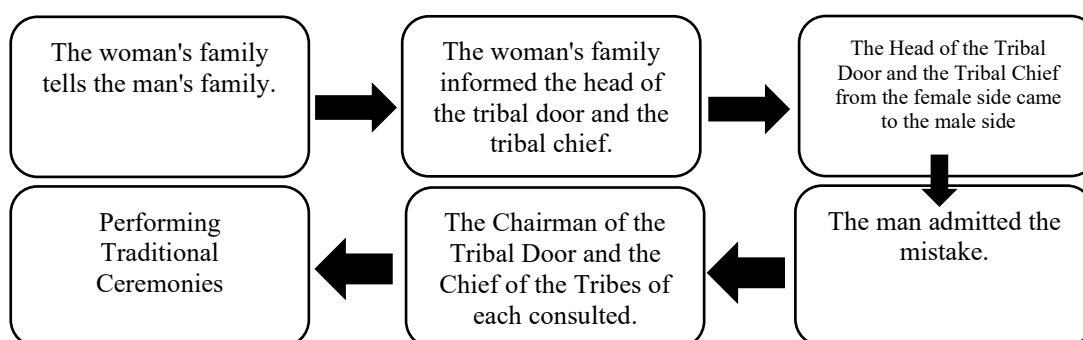 The woman's family
tells the man's family.
The woman's family
informed the head of
the tribal door and the
tribal chief.
The Head of the Tribal
Door and the Tribal Chief
from the female side came
to the male side
The man admitted the
mistake.
The Chairman of the
Tribal Door and the
Chief of the Tribes of
each consulted.
Performing
Traditional
Ceremonies